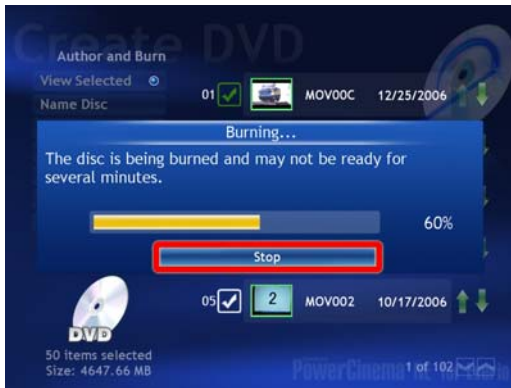 Create DVD
Author and Burn
View Selected
Name Disc
01 MOV00C 12/25/2006
Burning...
The disc is being burned and may not be ready for
several minutes.
60%
Stop
05 2 MOV002 10/17/2006
DVD
50 items selected
Size: 4647.66 MB
PowerCinema
1 of 102